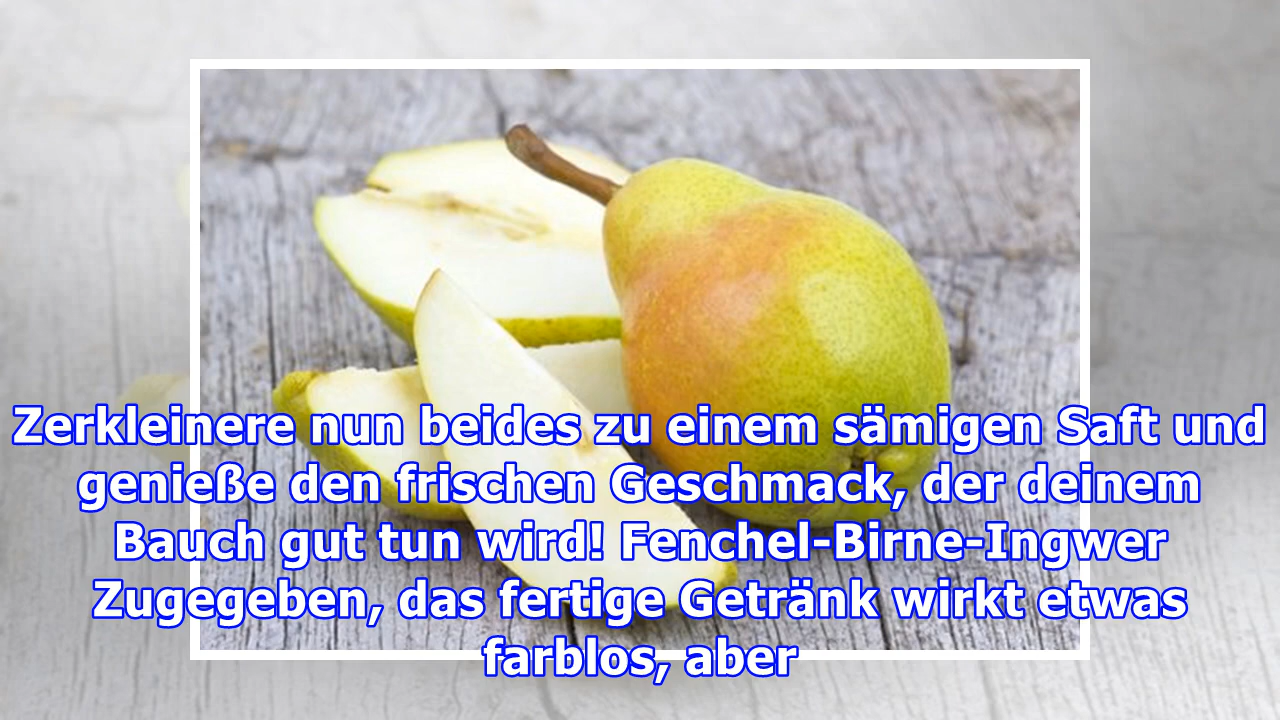 Zerkleinere nun beides zu einem sämigen Saft und
genieße den frischen Geschmack, der deinem
Bauch gut tun wird! Fenchel-Birne-Ingwer
Zugegeben, das fertige Getränk wirkt etwas
farblos, aber